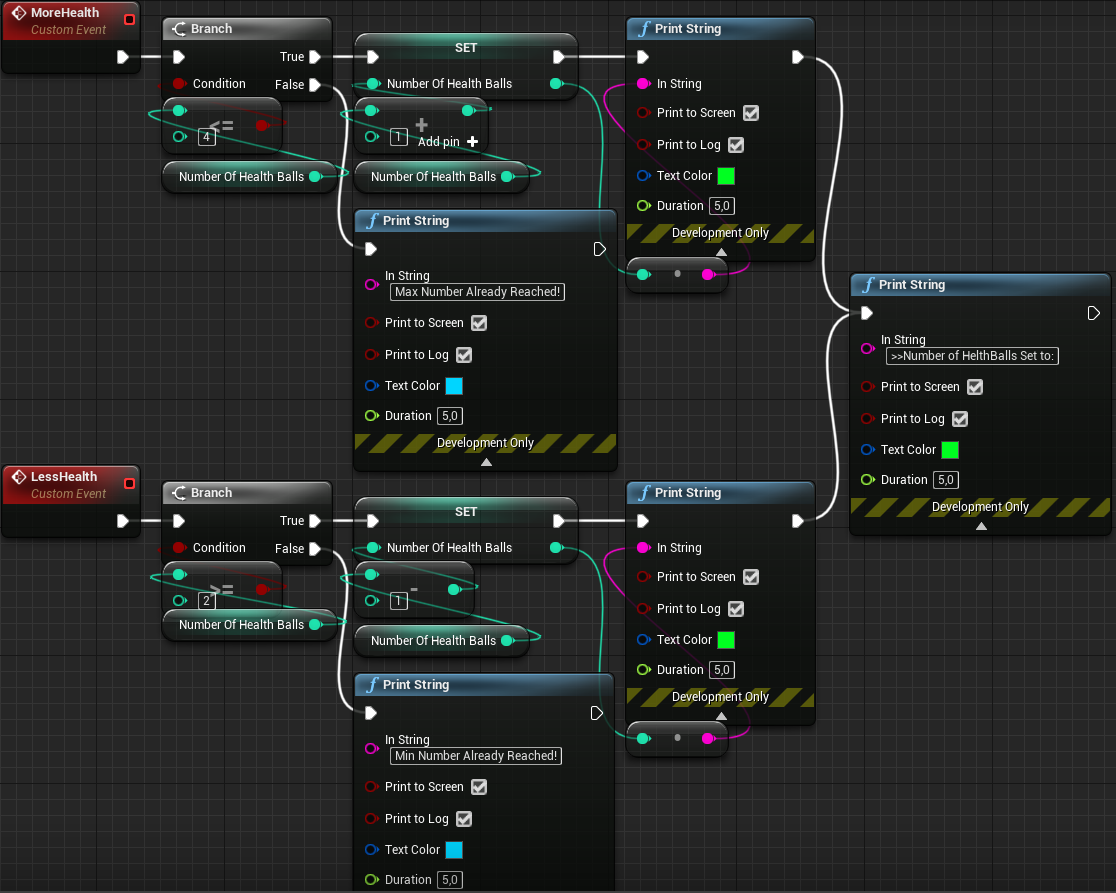 MoreHealth
Custom Event
Branch
True
Condition
False
<=
4
Number Of Health Balls
SET
Number Of Health Balls
+
1
Add pin +
Number Of Health Balls
Print String
In String
Print to Screen
Print to Log
Text Color
Duration 5,0
Development Only
Print String
In String
Max Number Already Reached!
Print to Screen
Print to Log
Text Color
Duration 5,0
Development Only
Print String
In String
>>Number of HelthBalls Set to:
Print to Screen
Print to Log
Text Color
Duration 5,0
Development Only
LessHealth
Custom Event
Branch
True
Condition
False
>=
2
Number Of Health Balls
SET
Number Of Health Balls
-
1
Number Of Health Balls
Print String
In String
Print to Screen
Print to Log
Text Color
Duration 5,0
Development Only
Print String
In String
Min Number Already Reached!
Print to Screen
Print to Log
Text Color
Duration 5,0